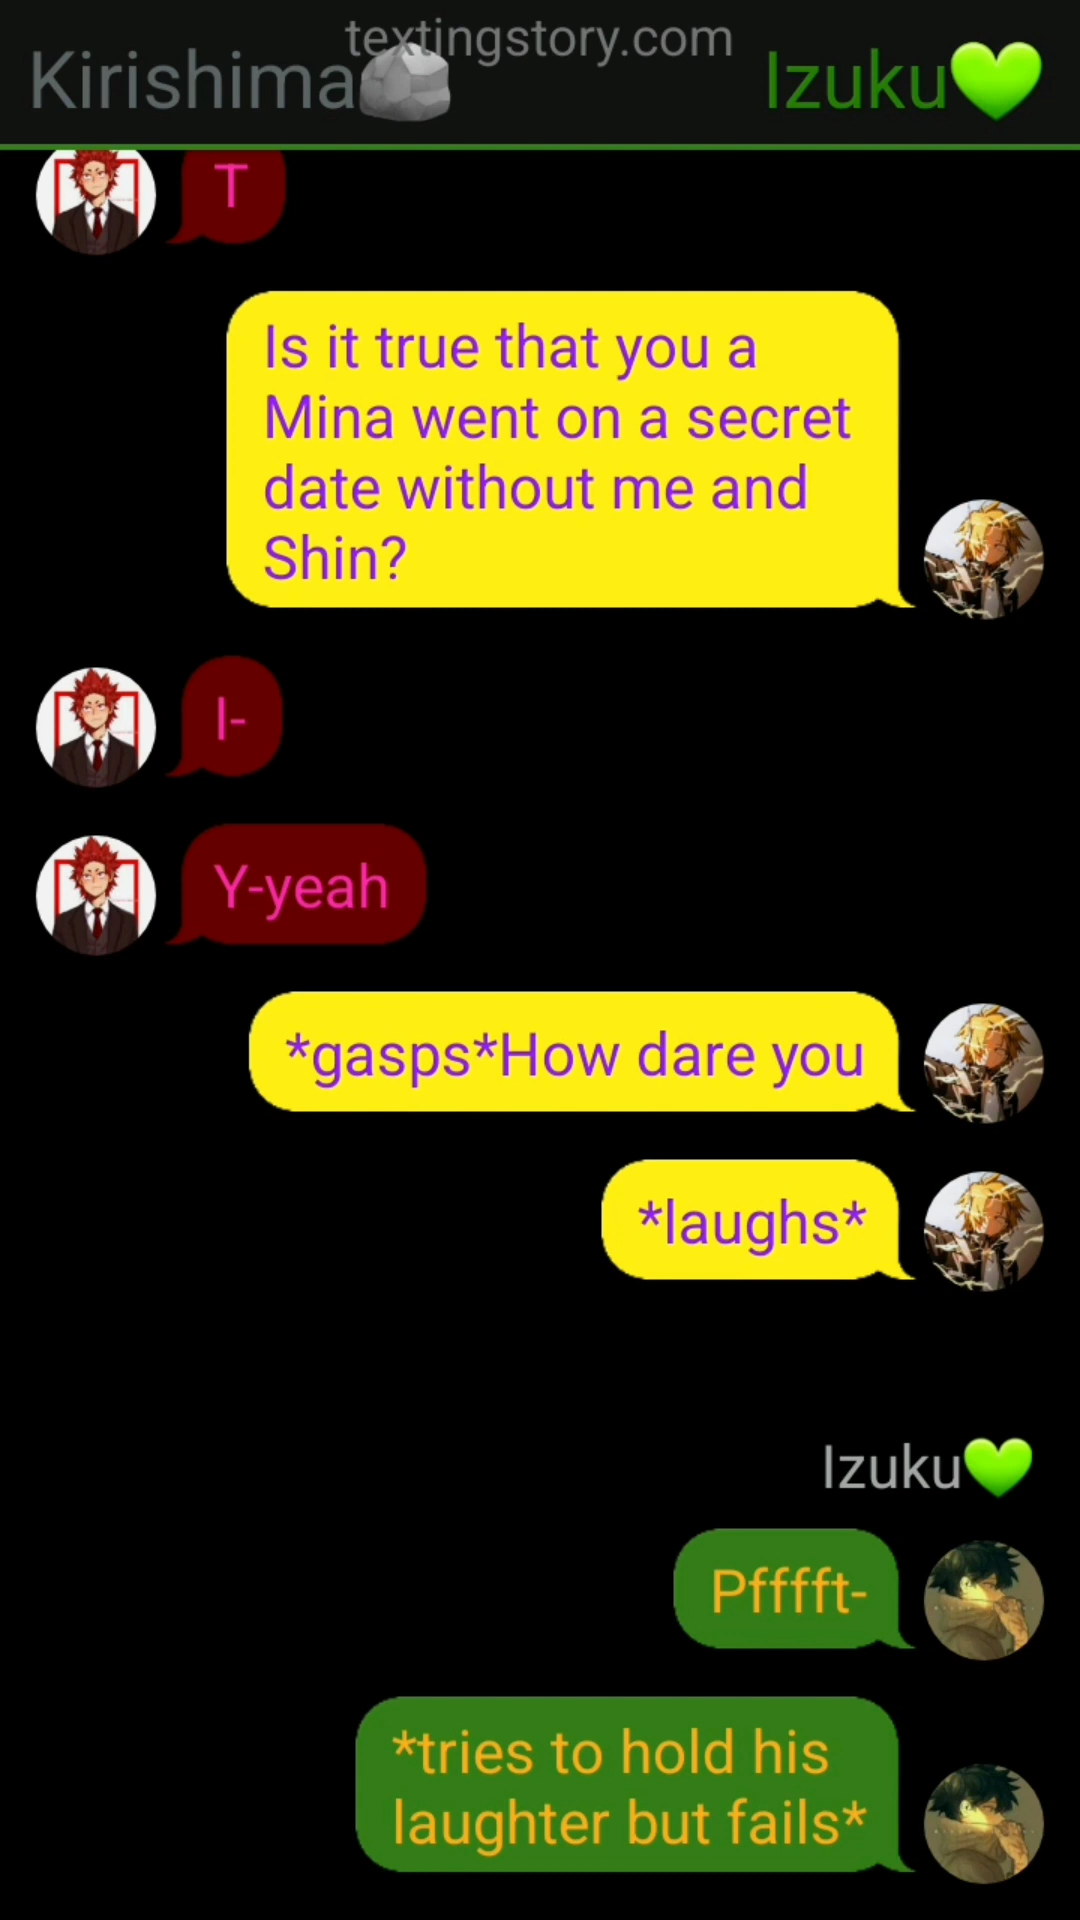 textingstory.com
Kirishima🪨 Izuku💚
T
Is it true that you a
Mina went on a secret
date without me and
Shin?
I-
Y-yeah
*gasps*How dare you
*laughs*
Izuku💚
Pfffft-
*tries to hold his
laughter but fails*